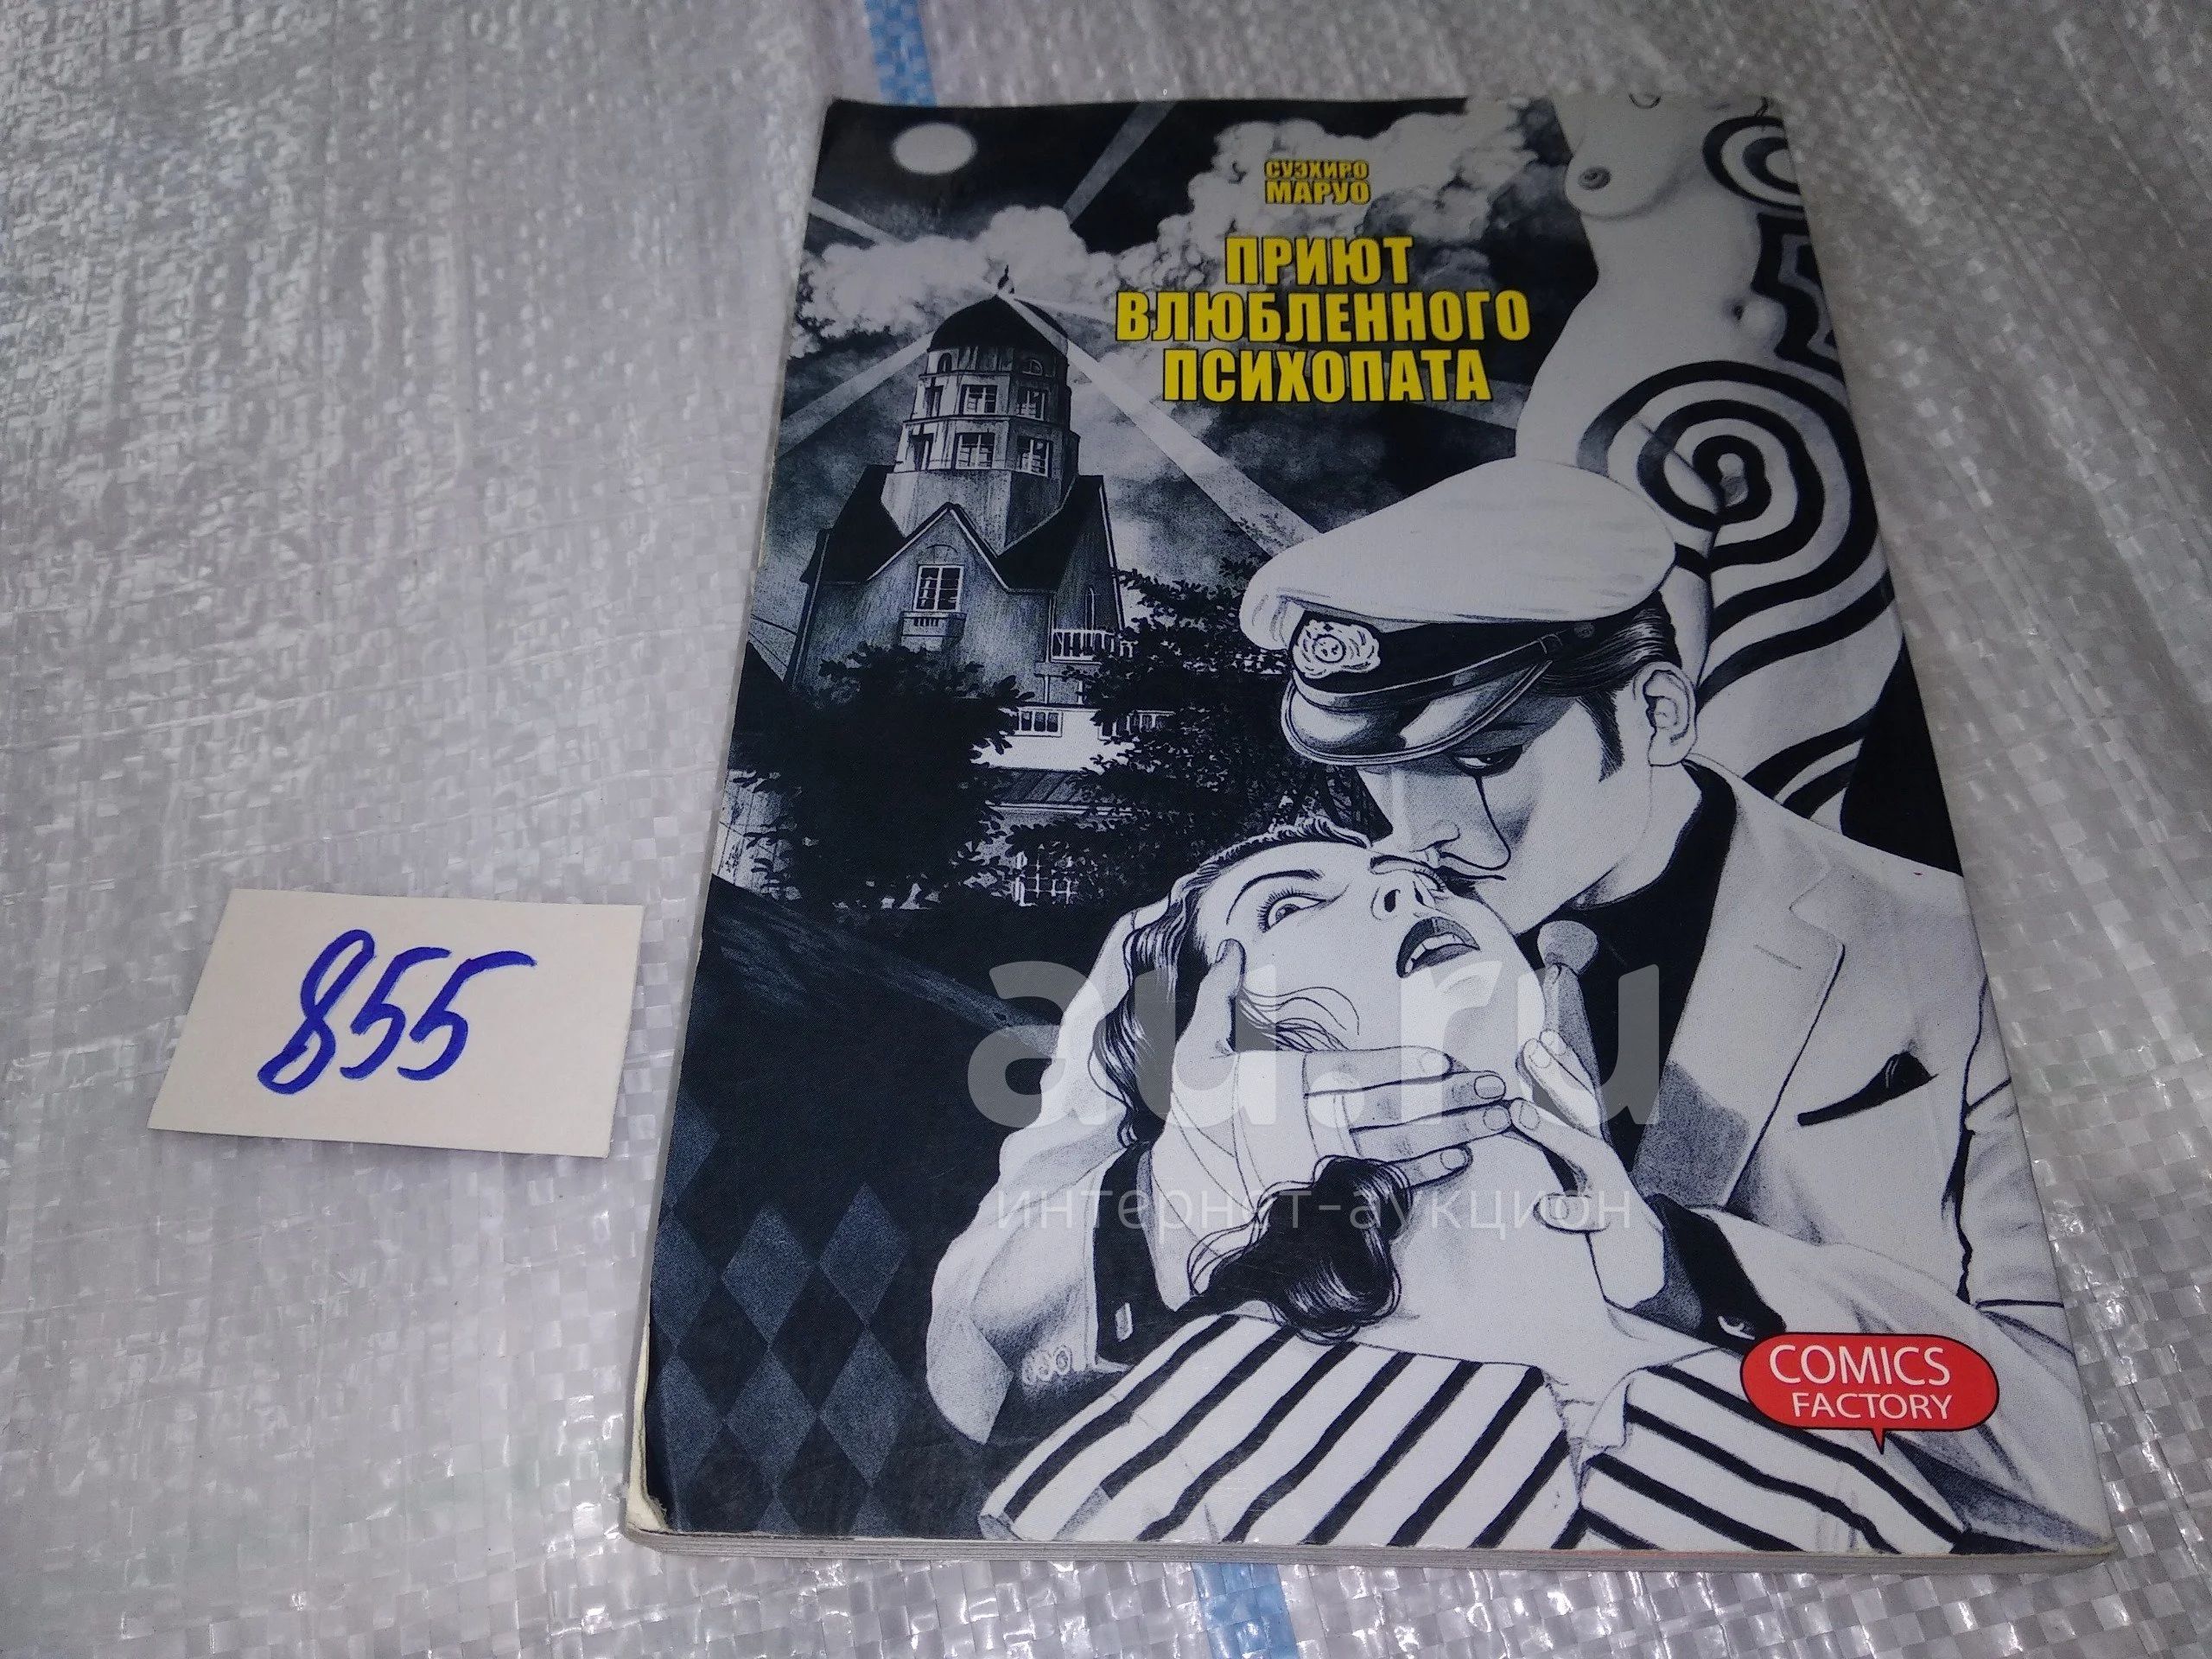 СУЭХИРО
МАРУО
ПРИЮТ
ВЛЮБЛЕННОГО
ПСИХОПАТА
855
au.ru
интернет-аукцион
COMICS
FACTORY